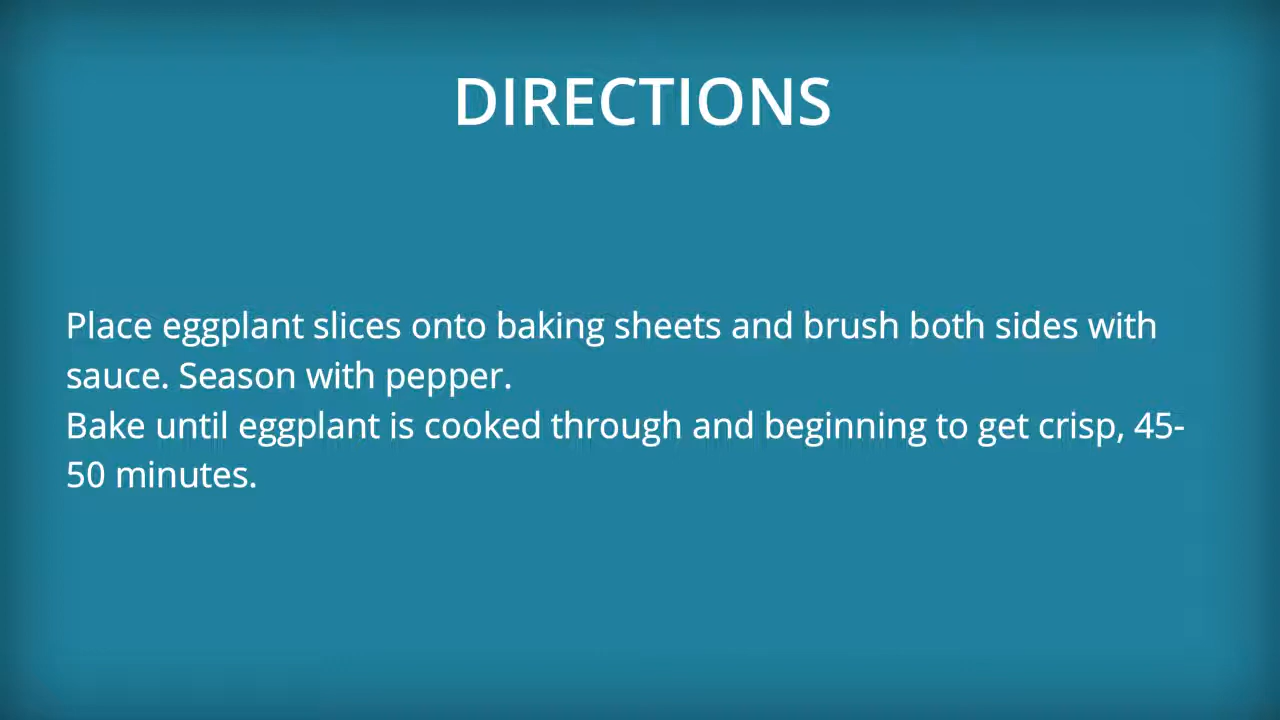 DIRECTIONS
Place eggplant slices onto baking sheets and brush both sides with
sauce. Season with pepper.
Bake until eggplant is cooked through and beginning to get crisp, 45-
50 minutes.